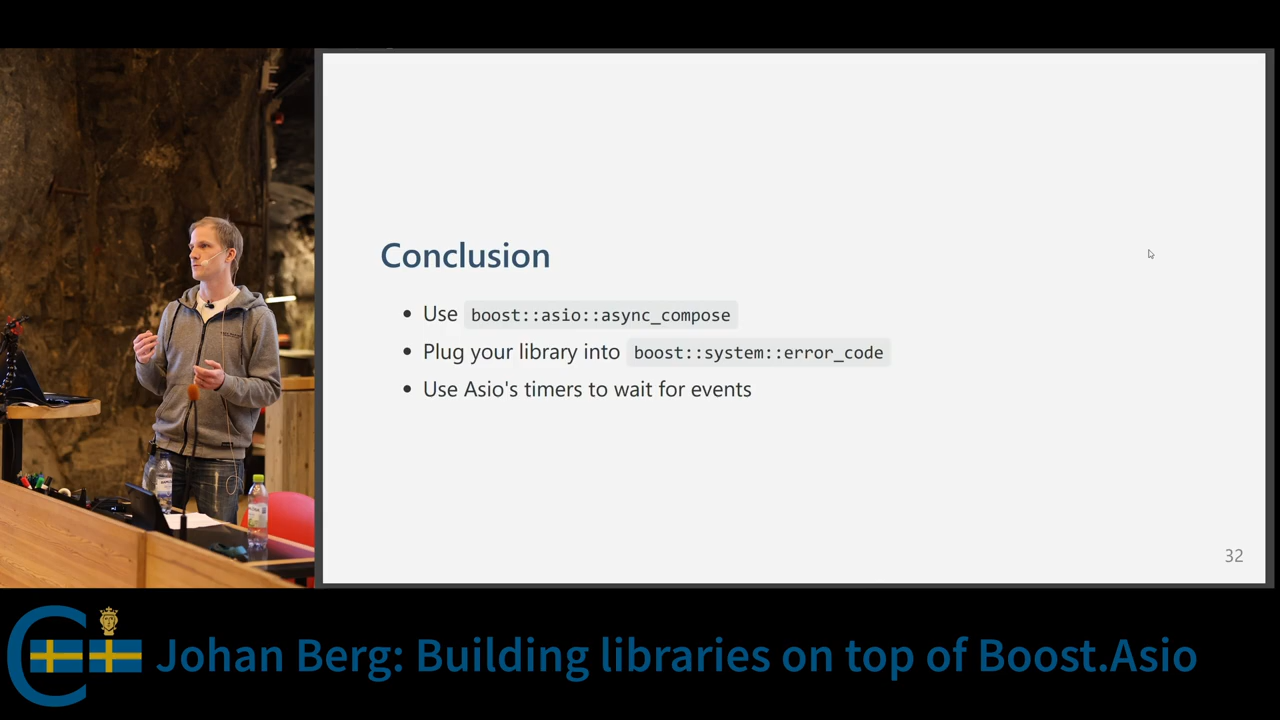 Conclusion
Use boost::asio::async_compose
Plug your library into boost::system::error_code
Use Asio's timers to wait for events
32
Johan Berg: Building libraries on top of Boost.Asio